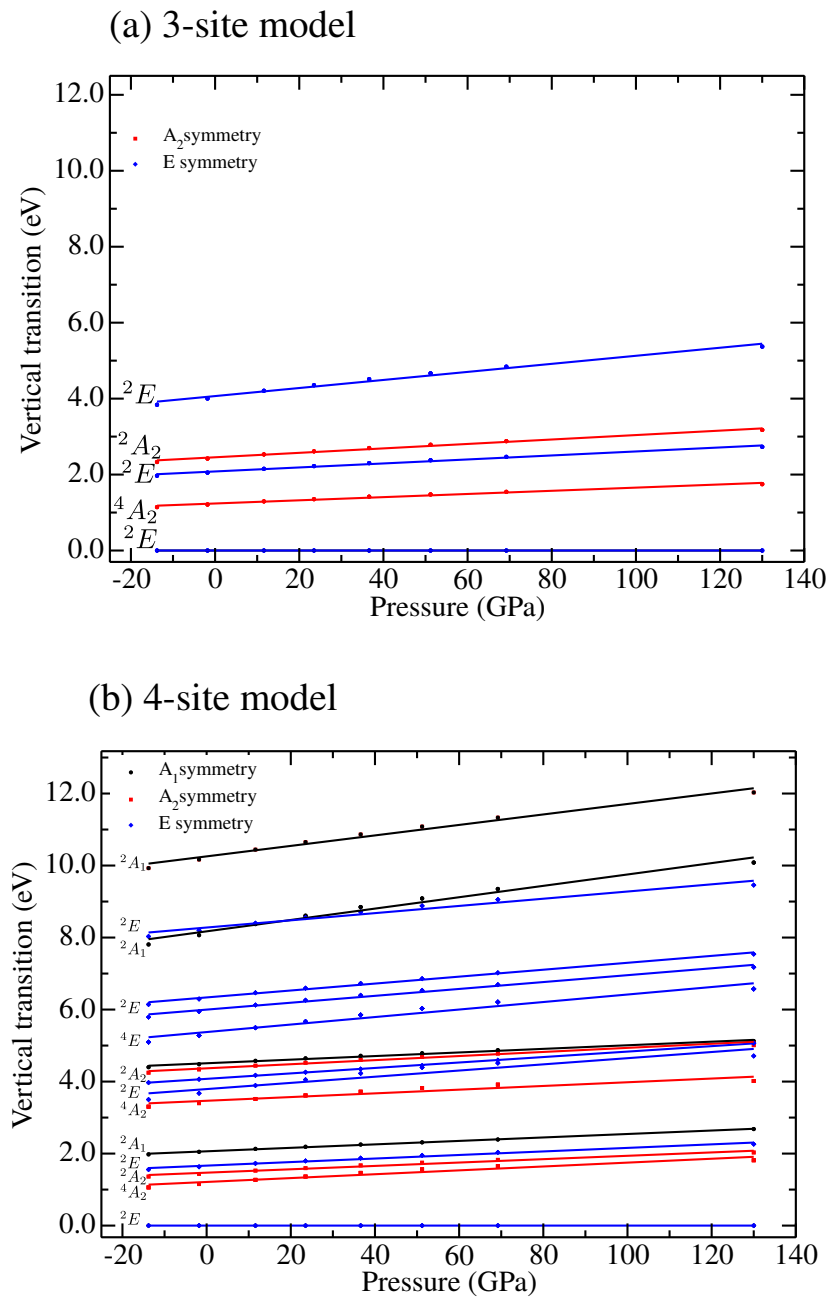 (a) 3-site model
12.0
A₂symmetry
E symmetry
10.0
8.0
Vertical transition (eV)
6.0
²E
4.0
²A₂
²E
2.0
⁴A₂
²E
0.0
-20 0 20 40 60 80 100 120 140
Pressure (GPa)
(b) 4-site model
A₁symmetry
12.0
A₂symmetry
E symmetry
²A₁
10.0
²E
8.0
²A₁
Vertical transition (eV)
²E
6.0
⁴E
²A₂
4.0
²E
⁴A₂
²A₁
2.0
²E
²A₂
⁴A₂
²E
0.0
-20 0 20 40 60 80 100 120 140
Pressure (GPa)